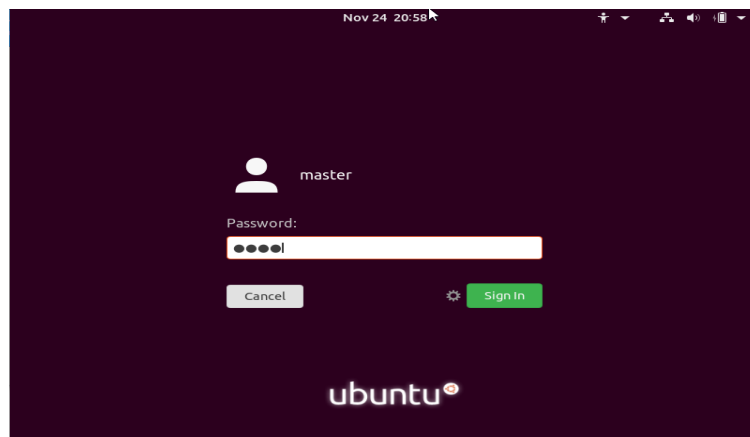 Nov 24 20:58
master
Password:
Cancel
Sign In
ubuntu